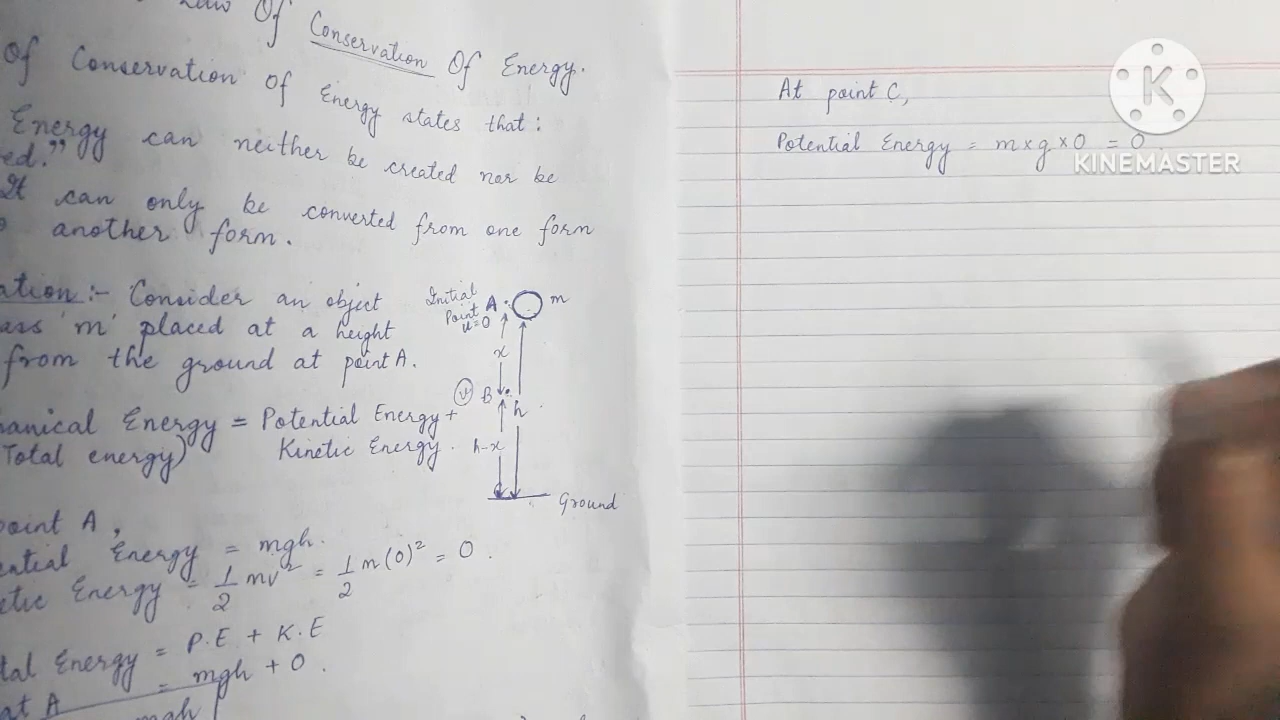 Law Of Conservation Of Energy.
Of Conservation of Energy states that:
Energy can neither be created nor be
ed."
It can only be converted from one form
another form.
ation:- Consider an object
ass 'm' placed at a height
from the ground at point A.
anical Energy = Potential Energy +
Total energy) Kinetic Energy.
Initial
Point
u=0
A
m
x
v
B
h
h-x
Ground
point A,
ential Energy = mgh.
etic Energy = 1/2 mv² = 1/2 m(0)² = 0.
tal Energy = P.E + K.E
at A = mgh + 0.
mgh
At point C,
Potential Energy = m×g×0 = 0.
K
KINEMASTER